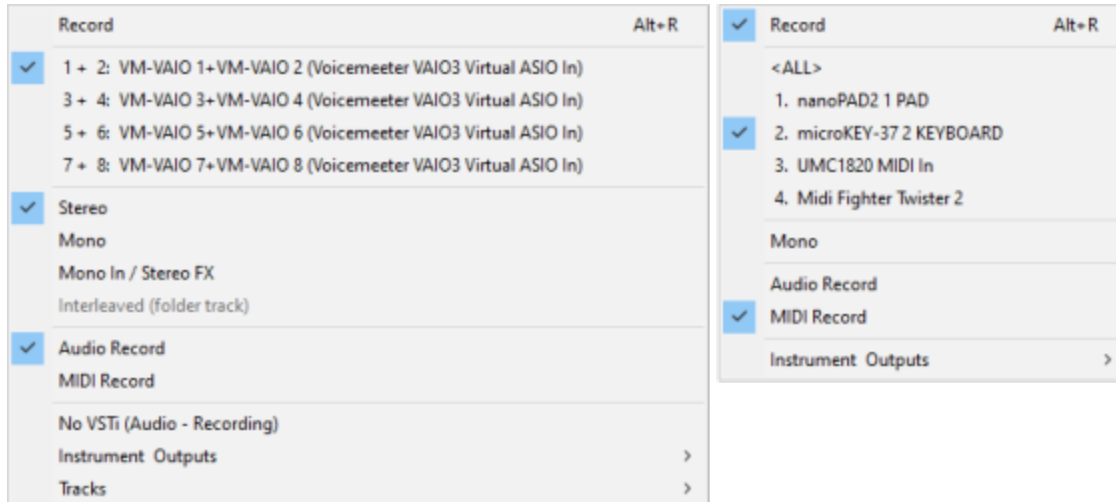 Record Alt+R
1 + 2: VM-VAIO 1+VM-VAIO 2 (Voicemeeter VAIO3 Virtual ASIO In)
3 + 4: VM-VAIO 3+VM-VAIO 4 (Voicemeeter VAIO3 Virtual ASIO In)
5 + 6: VM-VAIO 5+VM-VAIO 6 (Voicemeeter VAIO3 Virtual ASIO In)
7 + 8: VM-VAIO 7+VM-VAIO 8 (Voicemeeter VAIO3 Virtual ASIO In)
Stereo
Mono
Mono In / Stereo FX
Interleaved (folder track)
Audio Record
MIDI Record
No VSTi (Audio - Recording)
Instrument Outputs
Tracks
Record Alt+R
<ALL>
1. nanoPAD2 1 PAD
2. microKEY-37 2 KEYBOARD
3. UMC1820 MIDI In
4. Midi Fighter Twister 2
Mono
Audio Record
MIDI Record
Instrument Outputs